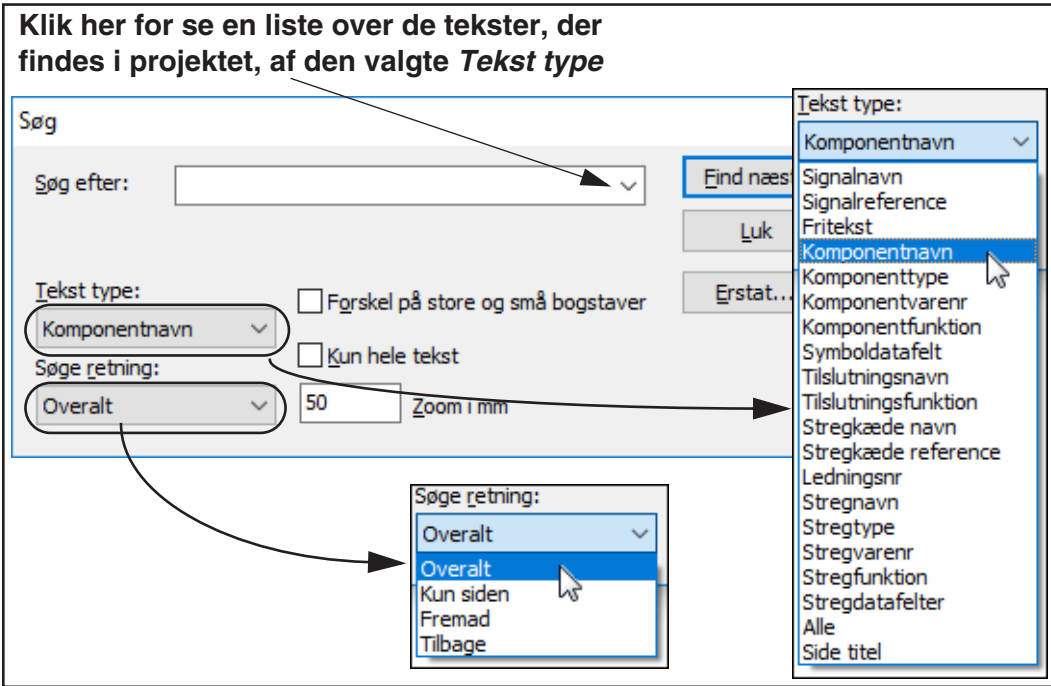 Klik her for se en liste over de tekster, der
findes i projektet, af den valgte Tekst type
Søg
Søg efter:
Find næst
Luk
Erstat...
Tekst type:
Komponentnavn
Forskel på store og små bogstaver
Kun hele tekst
Søge retning:
Overalt
50
Zoom i mm
Tekst type:
Komponentnavn
Signalnavn
Signalreference
Fritekst
Komponentnavn
Komponenttype
Komponentvarenr
Komponentfunktion
Symboldatafelt
Tilslutningsnavn
Tilslutningsfunktion
Stregkæde navn
Stregkæde reference
Ledningsnr
Stregnavn
Stregtype
Stregvarenr
Stregfunktion
Stregdatafelter
Alle
Side titel
Søge retning:
Overalt
Overalt
Kun siden
Fremad
Tilbage